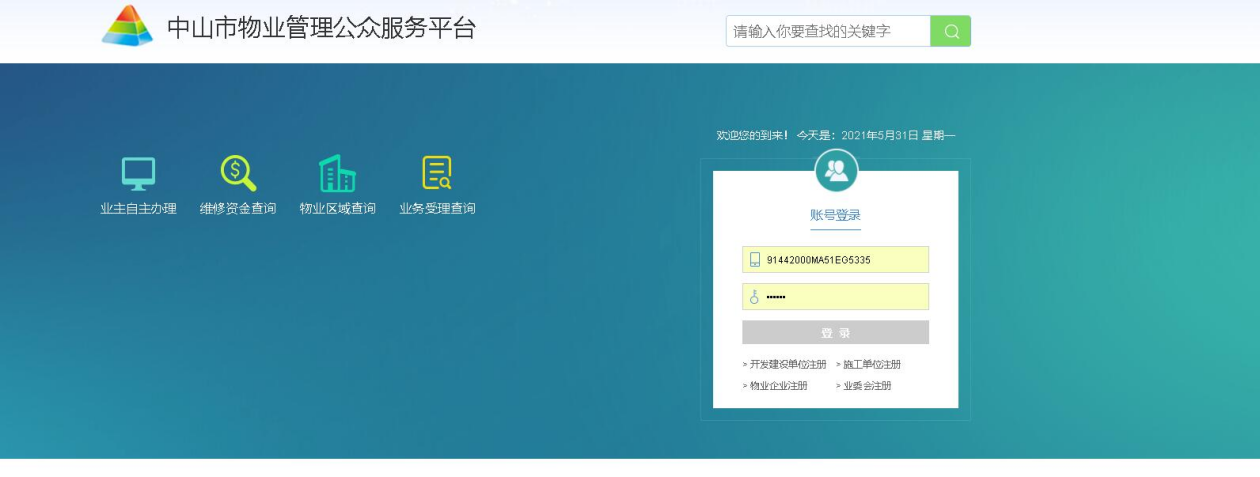 中山市物业管理公众服务平台
请输入你要查找的关键字
欢迎您的到来! 今天是：2021年5月31日 星期一
业主自主办理 维修资金查询 物业区域查询 业务受理查询
账号登录
91442000MA51EG5335
••••••
登 录
> 开发建设单位注册 > 施工单位注册
> 物业企业注册 > 业委会注册